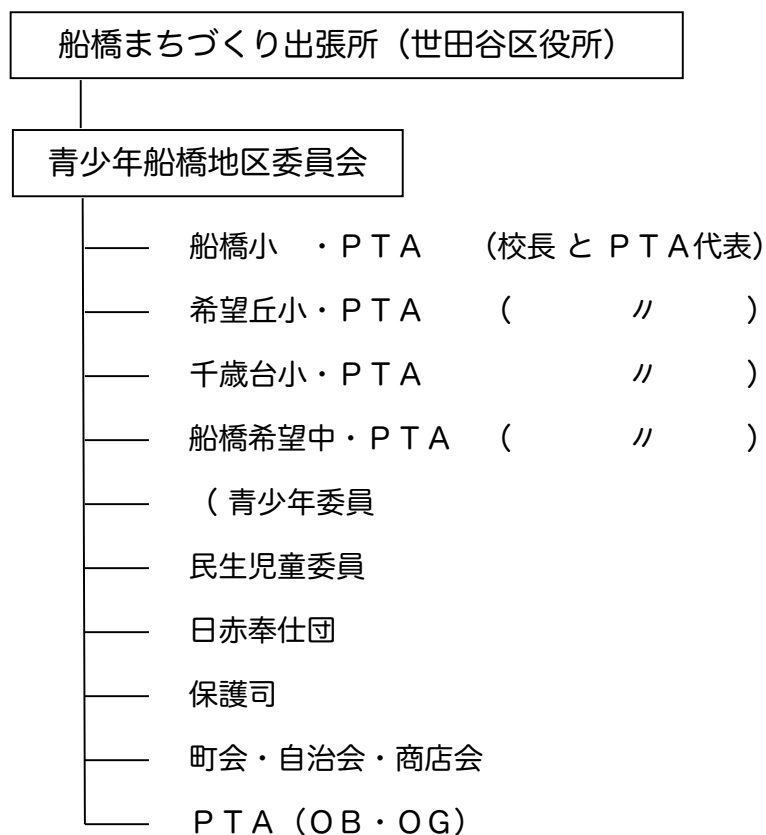 船橋まちづくり出張所（世田谷区役所）
青少年船橋地区委員会
船橋小　・ＰＴＡ　　（校長 と ＰＴＡ代表）
希望丘小・ＰＴＡ　　（　　　　〃　　　）
千歳台小・ＰＴＡ　　　　　　　〃　　　）
船橋希望中・ＰＴＡ　（　　　　〃　　　）
（ 青少年委員
民生児童委員
日赤奉仕団
保護司
町会・自治会・商店会
ＰＴＡ（ＯＢ・ＯＧ）